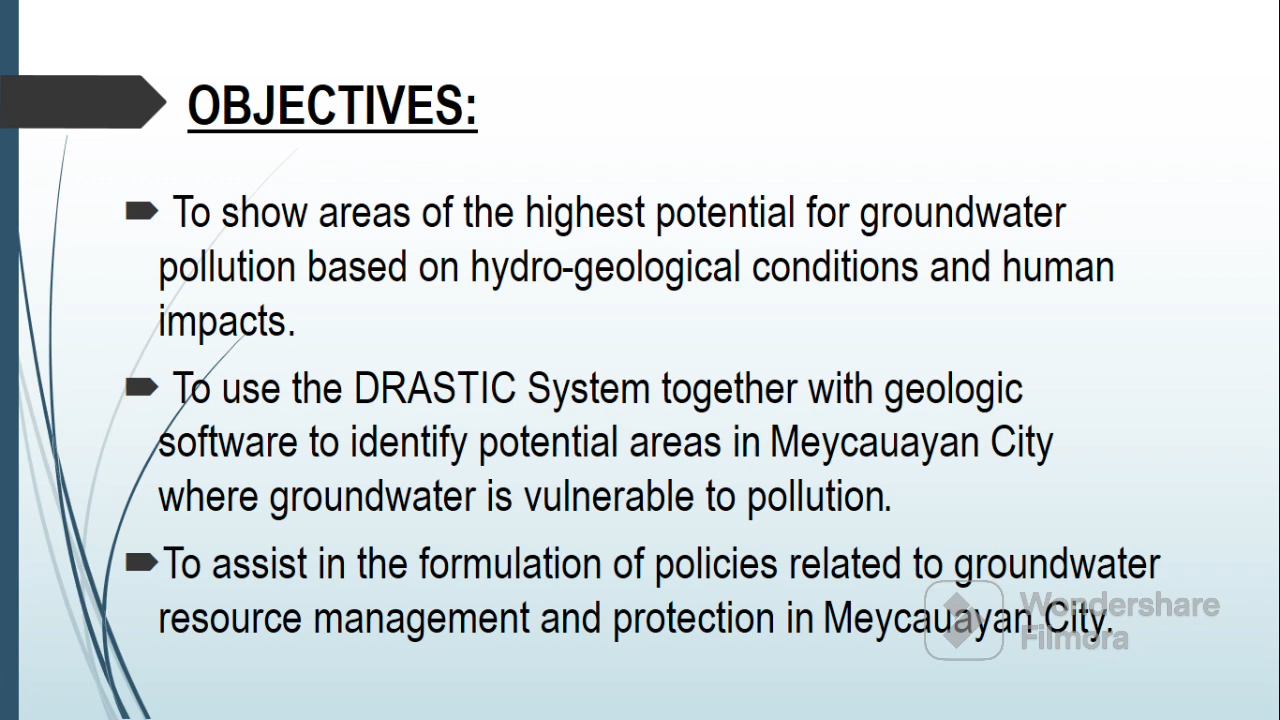 OBJECTIVES:
To show areas of the highest potential for groundwater
pollution based on hydro-geological conditions and human
impacts.
To use the DRASTIC System together with geologic
software to identify potential areas in Meycauayan City
where groundwater is vulnerable to pollution.
To assist in the formulation of policies related to groundwater
resource management and protection in Meycauayan City.
Wondershare
Filmora